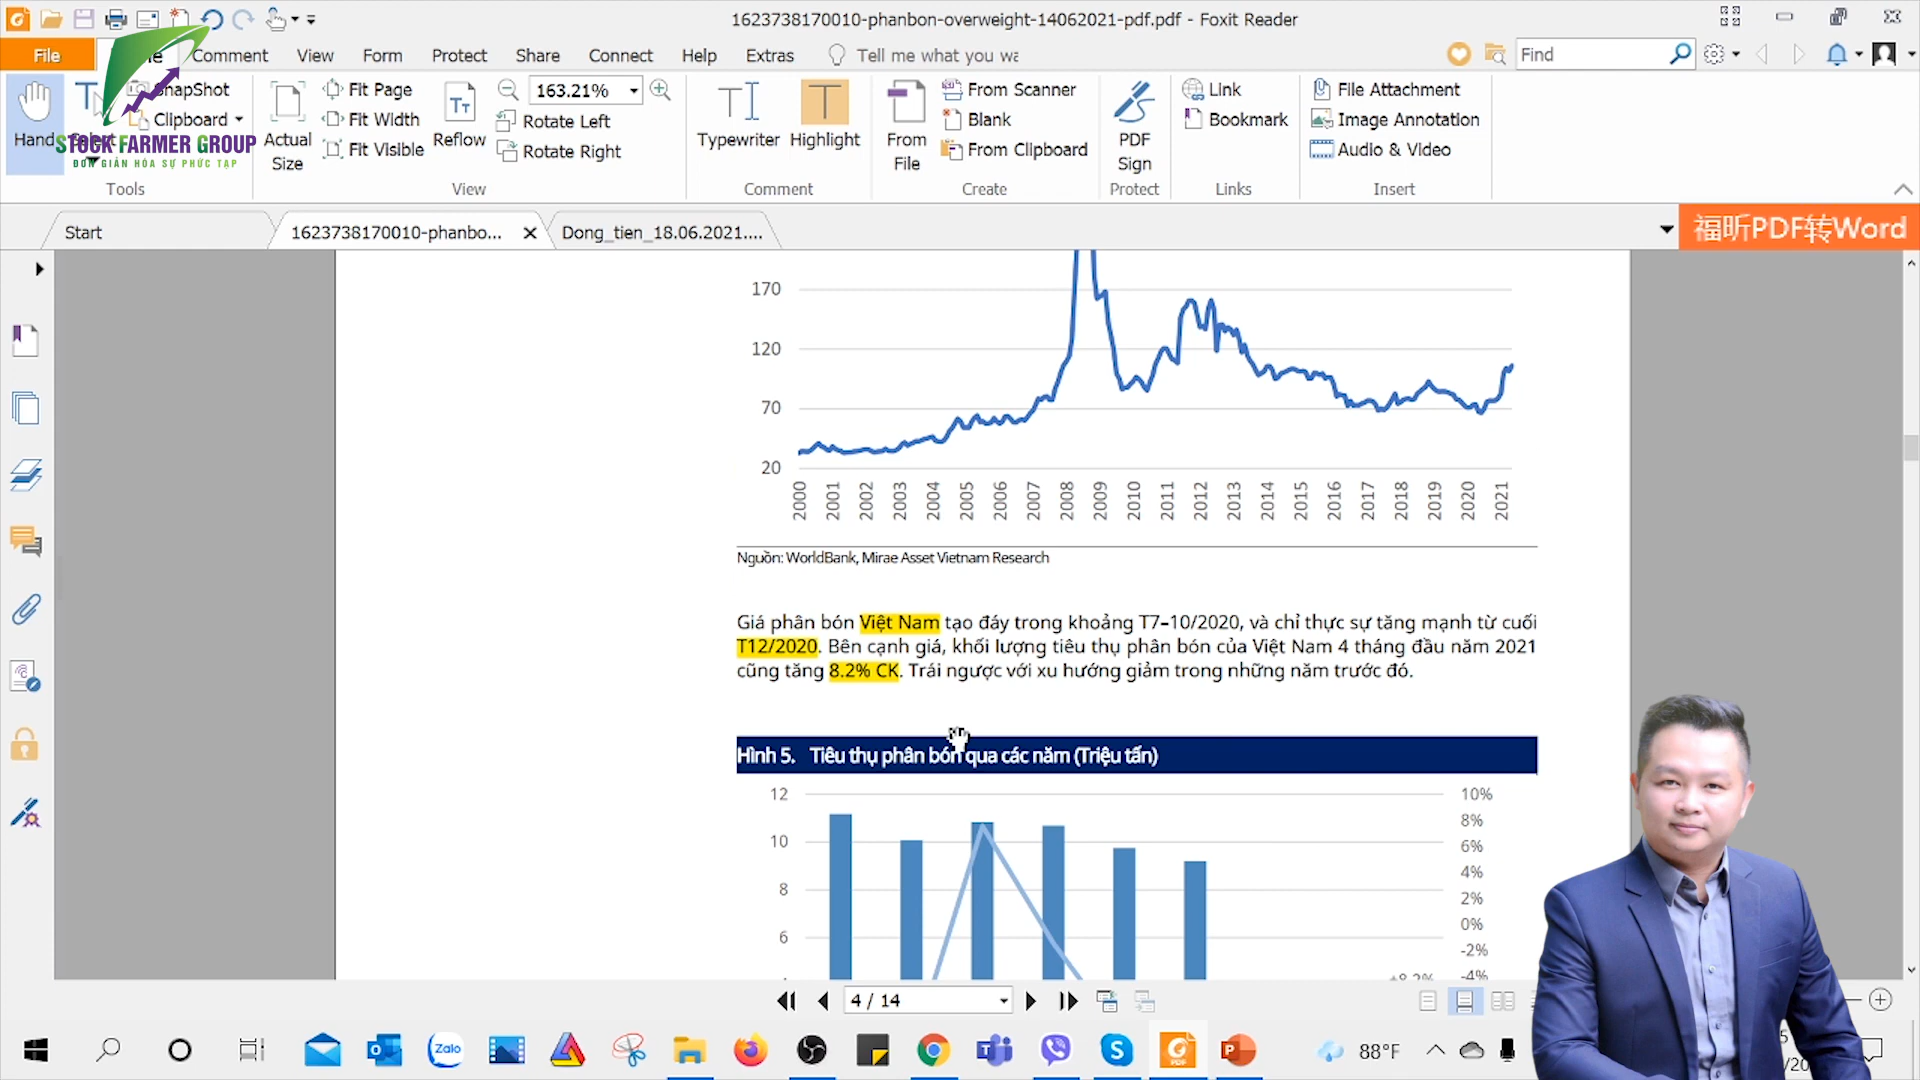 1623738170010-phanbon-overweight-14062021-pdf.pdf - Foxit Reader
File
Comment
View
Form
Protect
Share
Connect
Help
Extras
Tell me what you wa
Find
Hand
SnapShot
Clipboard
STOCK FARMER GROUP
ĐƠN GIẢN HÓA SỰ PHỨC TẠP
Tools
Actual Size
Fit Page
Fit Width
Fit Visible
Reflow
163.21%
Rotate Left
Rotate Right
View
Typewriter
Highlight
Comment
From File
From Scanner
Blank
From Clipboard
Create
PDF Sign
Protect
Link
Bookmark
Links
File Attachment
Image Annotation
Audio & Video
Insert
Start
1623738170010-phanbo...
Dong_tien_18.06.2021....
福昕PDF转Word
170
120
70
20
2000 2001 2002 2003 2004 2005 2006 2007 2008 2009 2010 2011 2012 2013 2014 2015 2016 2017 2018 2019 2020 2021
Nguồn: WorldBank, Mirae Asset Vietnam Research
Giá phân bón Việt Nam tạo đáy trong khoảng T7–10/2020, và chỉ thực sự tăng mạnh từ cuối
T12/2020. Bên cạnh giá, khối lượng tiêu thụ phân bón của Việt Nam 4 tháng đầu năm 2021
cũng tăng 8.2% CK. Trái ngược với xu hướng giảm trong những năm trước đó.
Hình 5. Tiêu thụ phân bón qua các năm (Triệu tấn)
12
10
8
6
10%
8%
6%
4%
2%
0%
-2%
-4%
4 / 14
Zalo
88°F